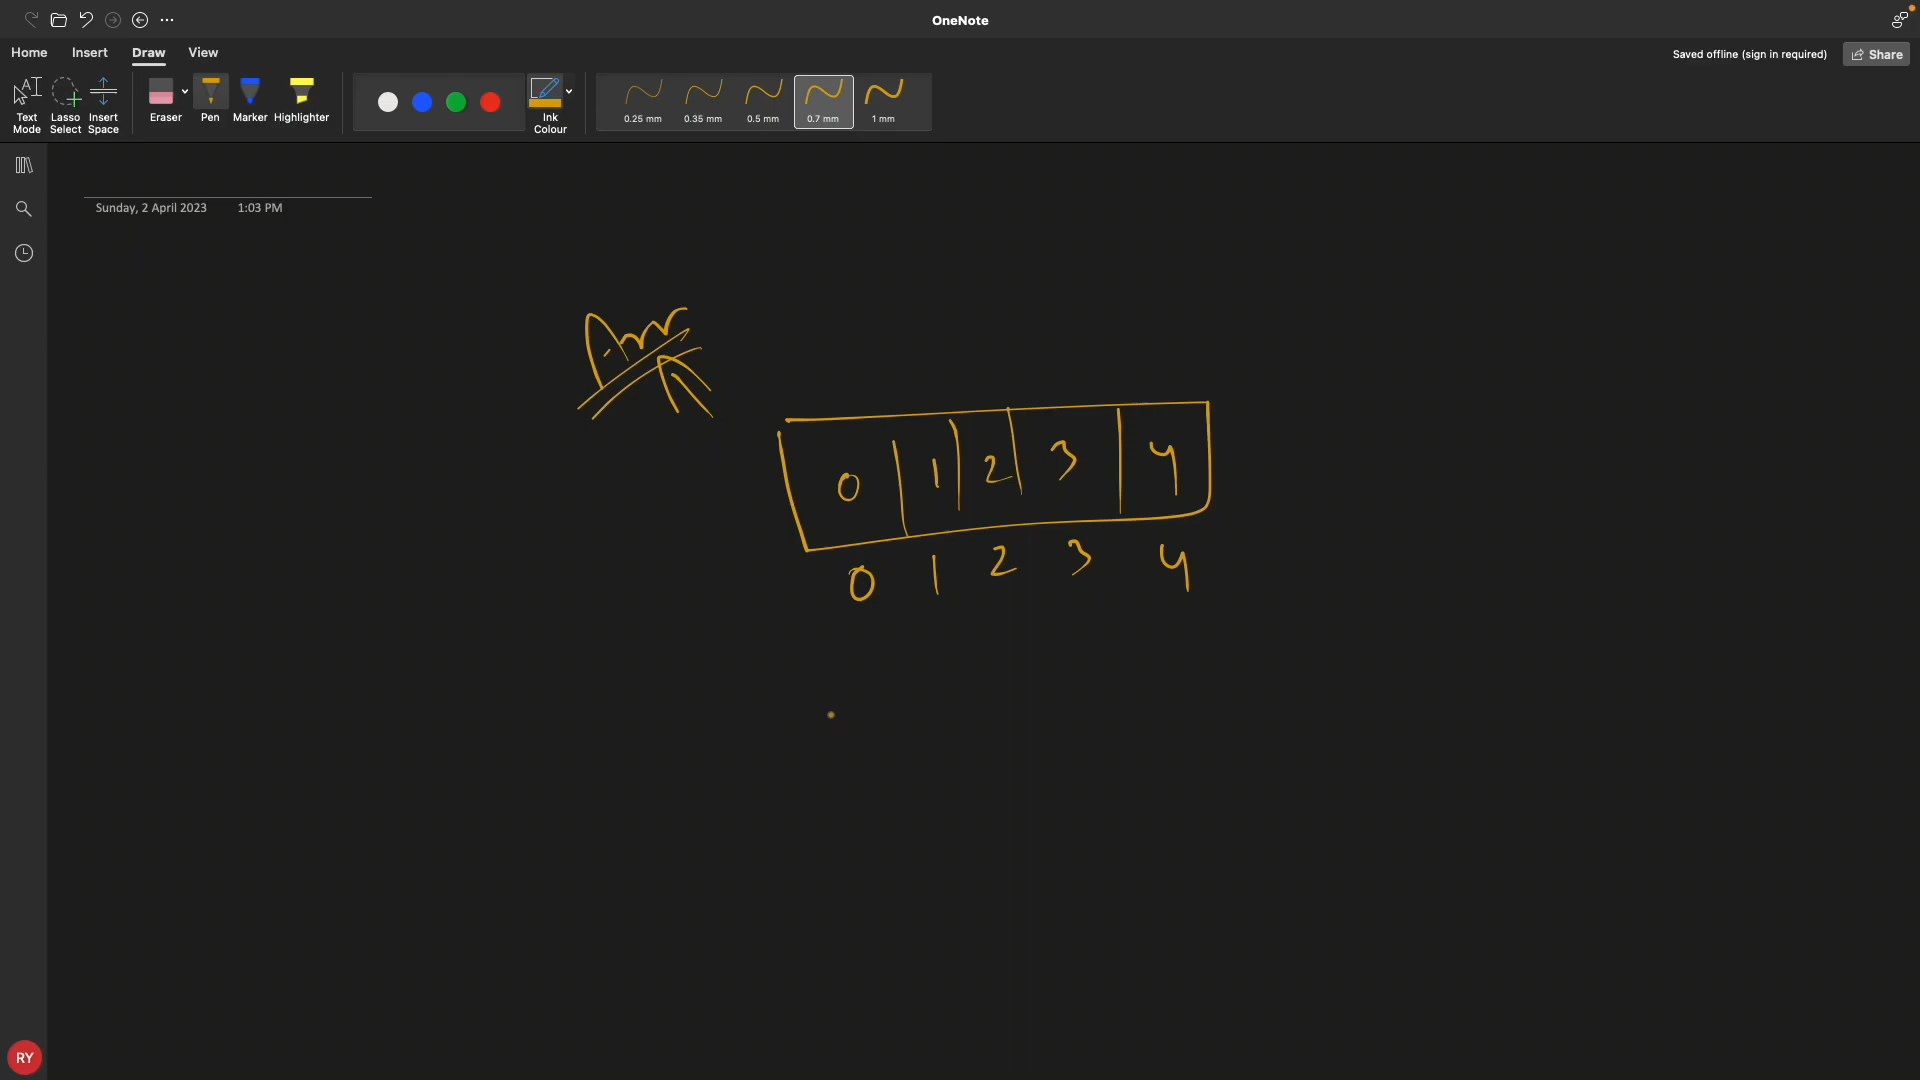 OneNote
Home Insert Draw View
Saved offline (sign in required) Share
Text Mode Lasso Select Insert Space Eraser Pen Marker Highlighter Ink Colour 0.25 mm 0.35 mm 0.5 mm 0.7 mm 1 mm
Sunday, 2 April 2023 1:03 PM
Arr
0 1 2 3 4
0 1 2 3 4
RY